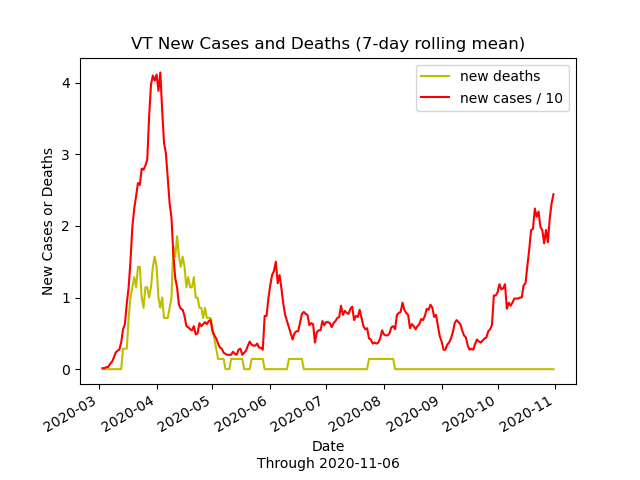 VT New Cases and Deaths (7-day rolling mean)
new deaths
new cases / 10
New Cases or Deaths
4
3
2
1
0
2020-03
2020-04
2020-05
2020-06
2020-07
2020-08
2020-09
2020-10
2020-11
Date
Through 2020-11-06